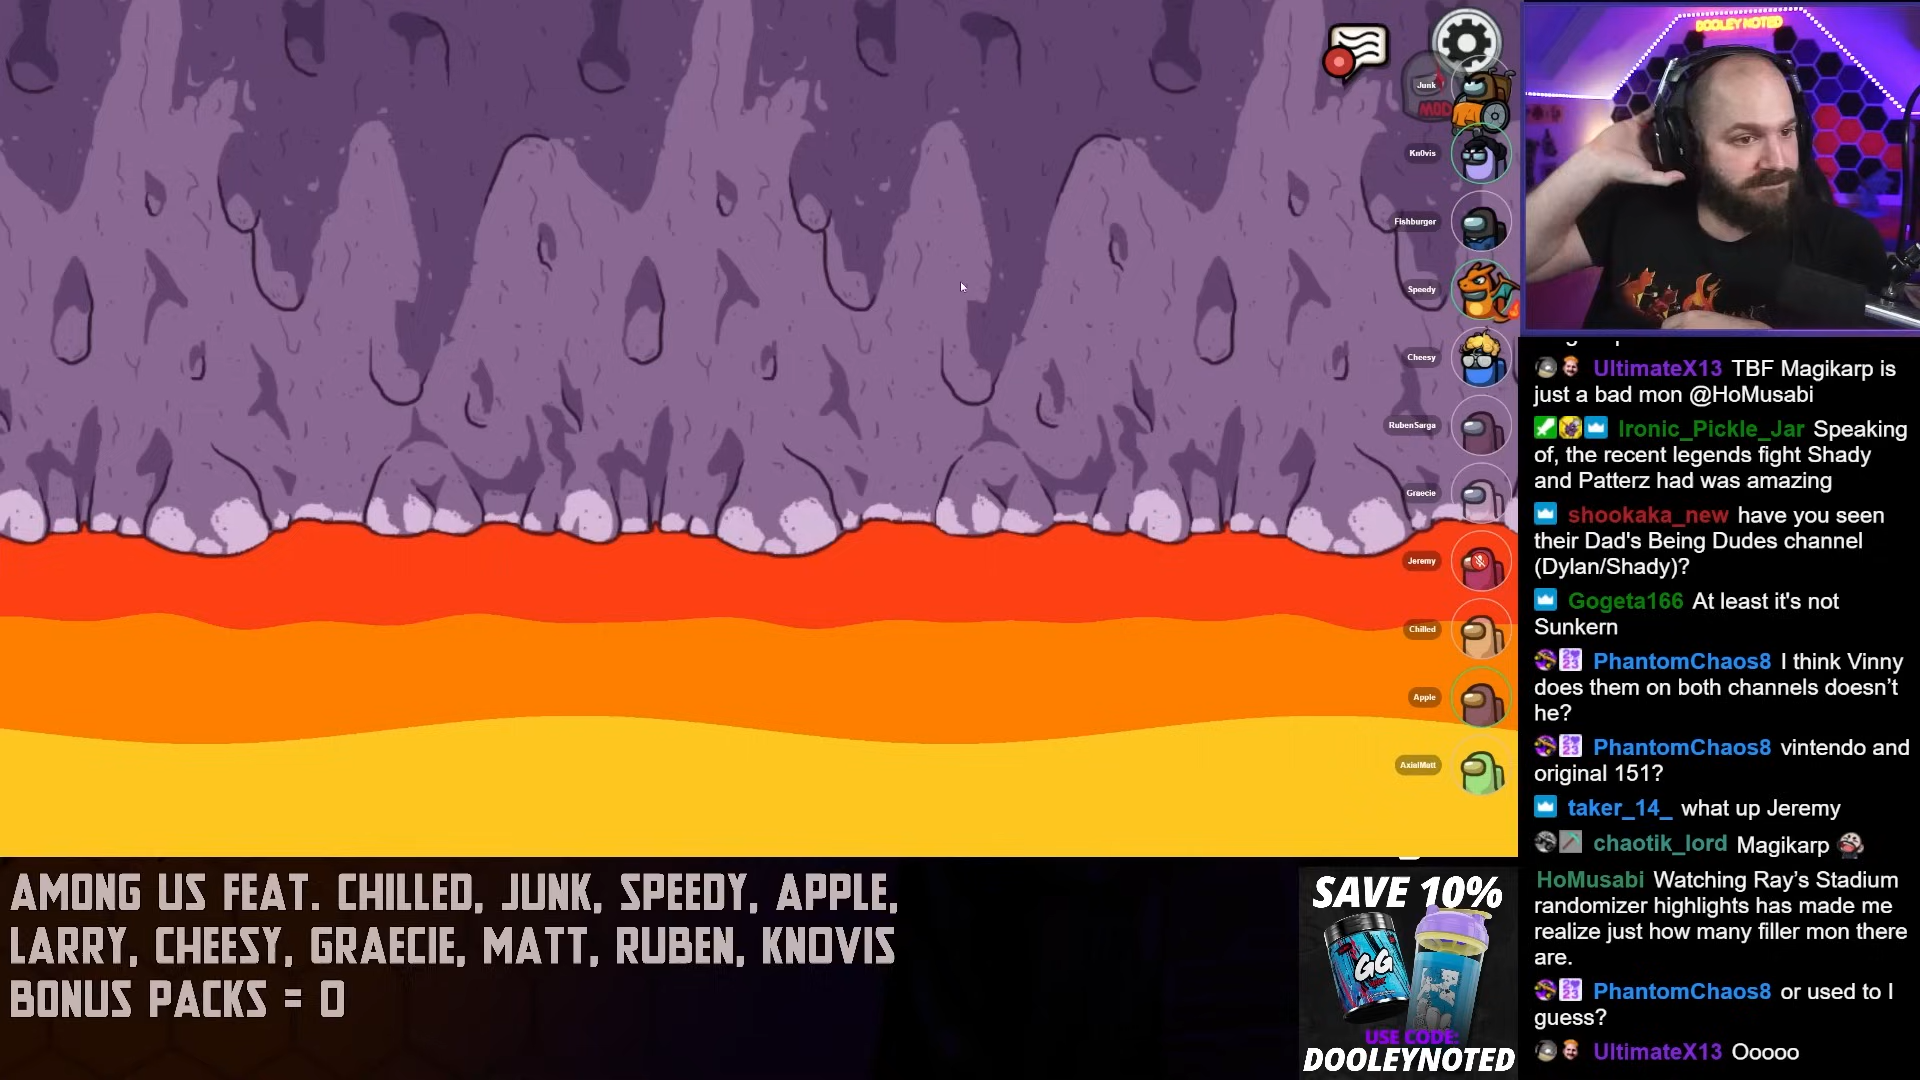 DOOLEY NOTED
Junk
MOD
Kn0vis
Fishburger
Speedy
Cheesy
RubenSarga
Graecie
Jeremy
Chilled
Apple
AxialMatt
UltimateX13 TBF Magikarp is
just a bad mon @HoMusabi
Ironic_Pickle_Jar Speaking
of, the recent legends fight Shady
and Patterz had was amazing
shookaka_new have you seen
their Dad's Being Dudes channel
(Dylan/Shady)?
Gogeta166 At least it's not
Sunkern
PhantomChaos8 I think Vinny
does them on both channels doesn't
he?
PhantomChaos8 vintendo and
original 151?
taker_14_ what up Jeremy
chaotik_lord Magikarp
HoMusabi Watching Ray's Stadium
randomizer highlights has made me
realize just how many filler mon there
are.
PhantomChaos8 or used to I
guess?
UltimateX13 Ooooo
AMONG US FEAT. CHILLED, JUNK, SPEEDY, APPLE,
LARRY, CHEESY, GRAECIE, MATT, RUBEN, KNOVIS
BONUS PACKS = 0
SAVE 10%
GG
USE CODE:
DOOLEYNOTED